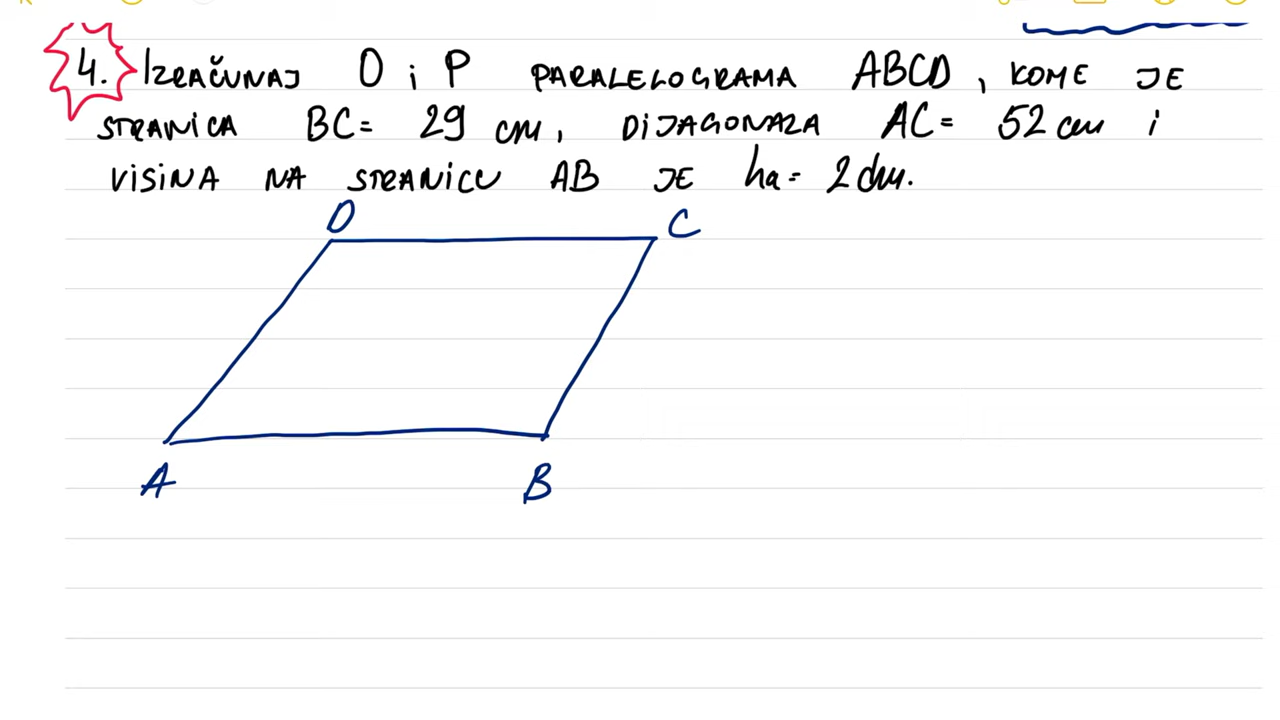 4. IZRAČUNAJ O i P PARALELOGRAMA ABCD, KOME JE
STRANICA BC= 29 cm, DIJAGONALA AC= 52 cm i
VISINA NA STRANICU AB JE ha= 2 dm.
D C
A B